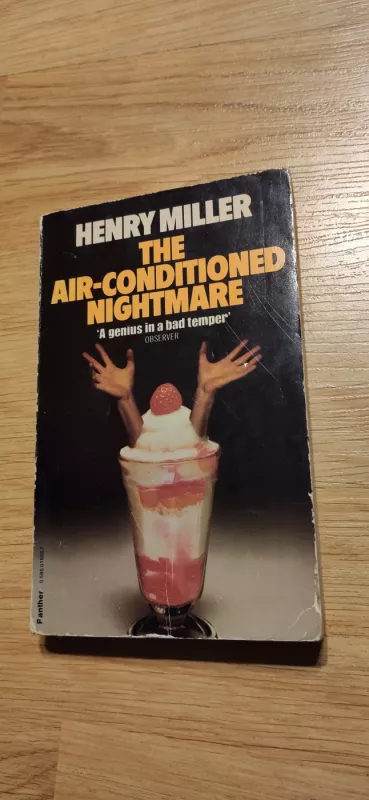 HENRY MILLER
THE
AIR-CONDITIONED
NIGHTMARE
'A genius in a bad temper'
OBSERVER
Panther